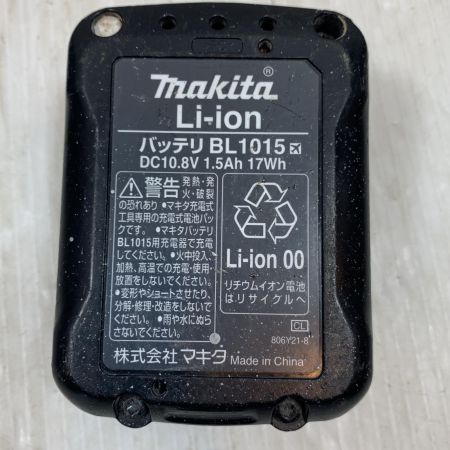 makita®
Li-ion
バッテリ BL1015
DC10.8V 1.5Ah 17Wh
⚠警告 発熱・発
火・破裂
の恐れあり ●マキタ充電式
工具専用の充電式電池パッ
クです。 ●マキタバッテリ
BL1015用充電器で充電
してください。 ●火中投入、
加熱、高温での充電・使用・
放置をしないでください。
●変形やショートさせたり、
分解・修理・改造をしないで
ください。 ●雨や水にぬら
さないでください。
Li-ion 00
リチウムイオン電池
はリサイクルへ
CL
806Y21-8
株式会社マキタ Made in China